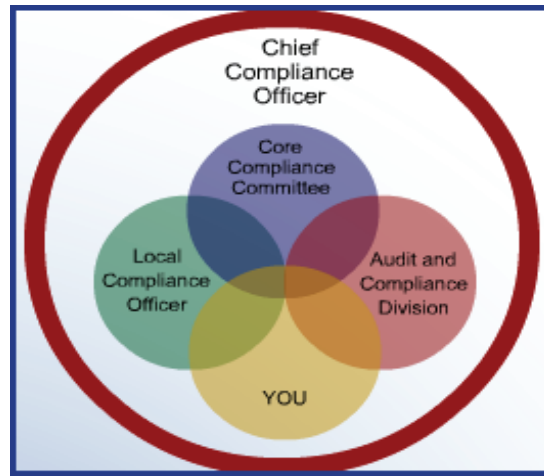 Chief
Compliance
Officer
Core
Compliance
Committee
Local
Compliance
Officer
Audit and
Compliance
Division
YOU